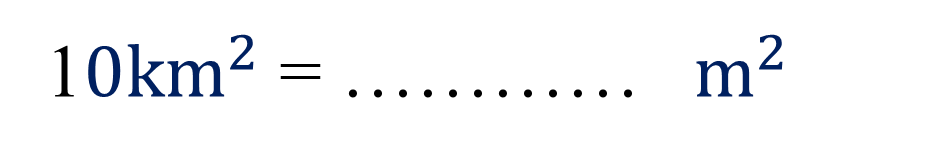 10km² = ............ m²